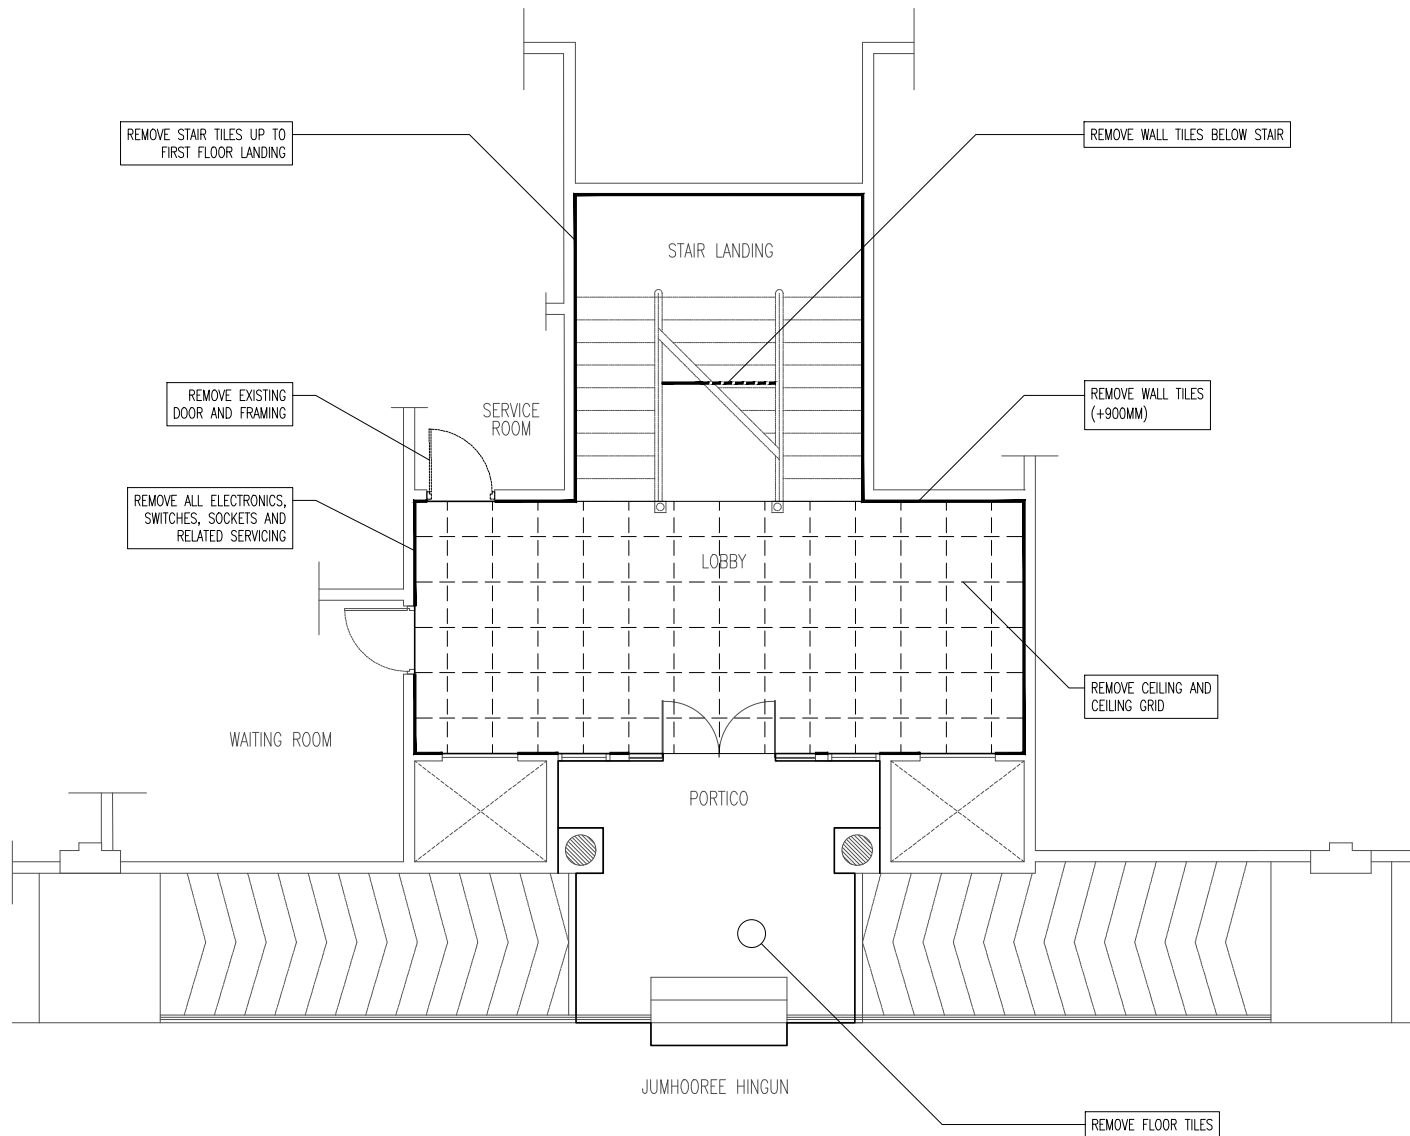 REMOVE STAIR TILES UP TO
FIRST FLOOR LANDING
REMOVE WALL TILES BELOW STAIR
STAIR LANDING
REMOVE EXISTING
DOOR AND FRAMING
SERVICE
ROOM
REMOVE WALL TILES
(+900MM)
REMOVE ALL ELECTRONICS,
SWITCHES, SOCKETS AND
RELATED SERVICING
LOBBY
REMOVE CEILING AND
CEILING GRID
WAITING ROOM
PORTICO
JUMHOOREE HINGUN
REMOVE FLOOR TILES